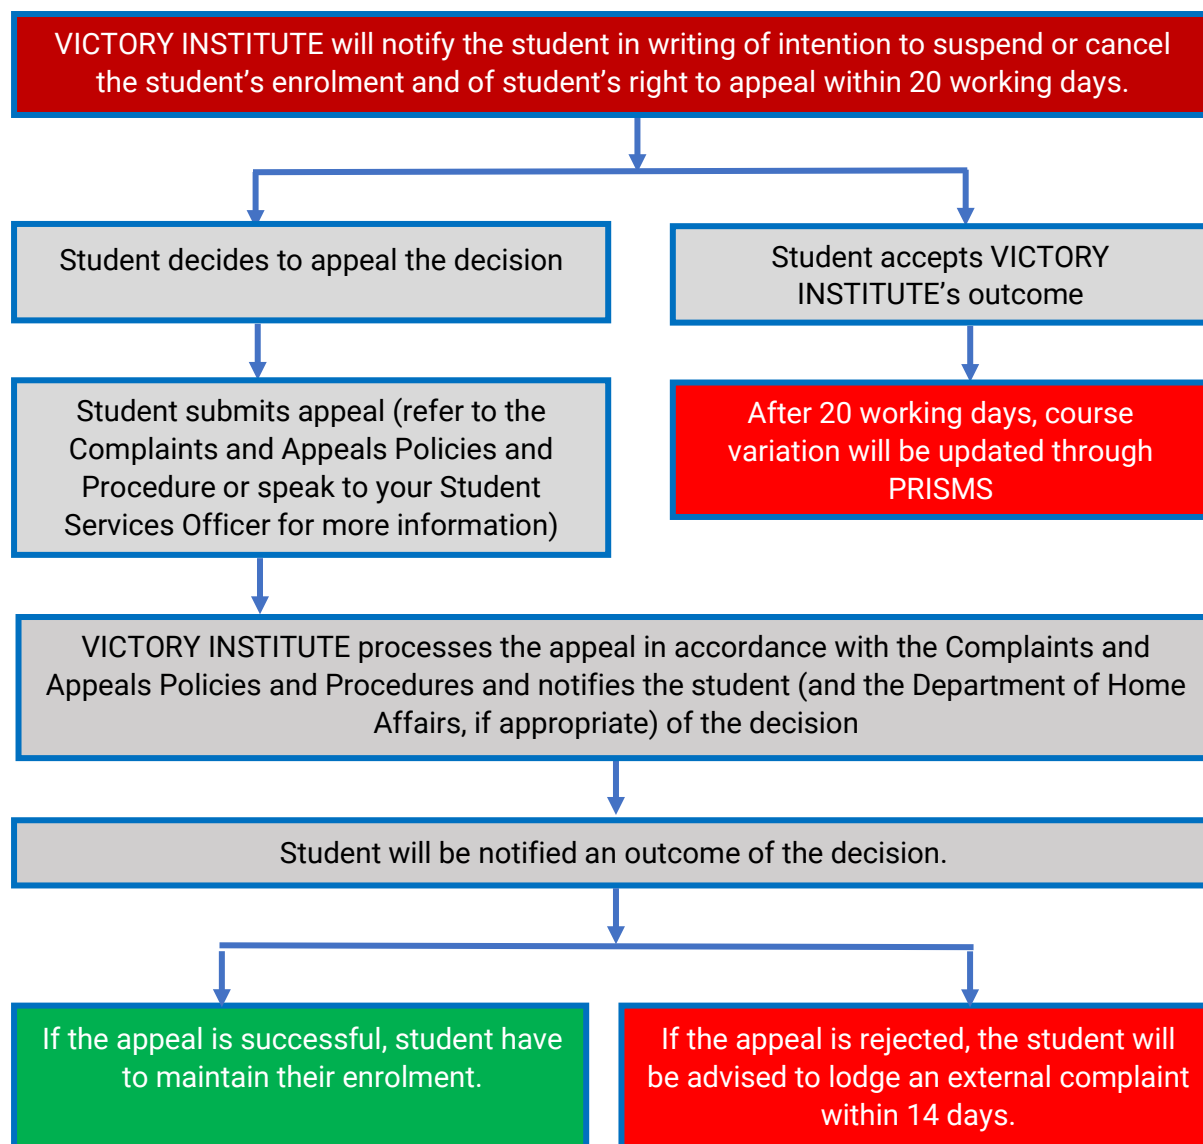 VICTORY INSTITUTE will notify the student in writing of intention to suspend or cancel
the student’s enrolment and of student’s right to appeal within 20 working days.
Student decides to appeal the decision
Student accepts VICTORY
INSTITUTE’s outcome
Student submits appeal (refer to the
Complaints and Appeals Policies and
Procedure or speak to your Student
Services Officer for more information)
After 20 working days, course
variation will be updated through
PRISMS
VICTORY INSTITUTE processes the appeal in accordance with the Complaints and
Appeals Policies and Procedures and notifies the student (and the Department of Home
Affairs, if appropriate) of the decision
Student will be notified an outcome of the decision.
If the appeal is successful, student have
to maintain their enrolment.
If the appeal is rejected, the student will
be advised to lodge an external complaint
within 14 days.